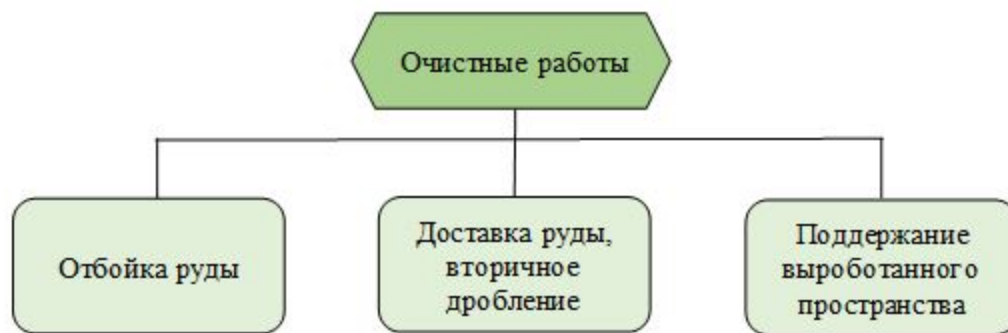 Очистные работы
Отбойка руды
Доставка руды,
вторичное
дробление
Поддержание
выроботанного
пространства